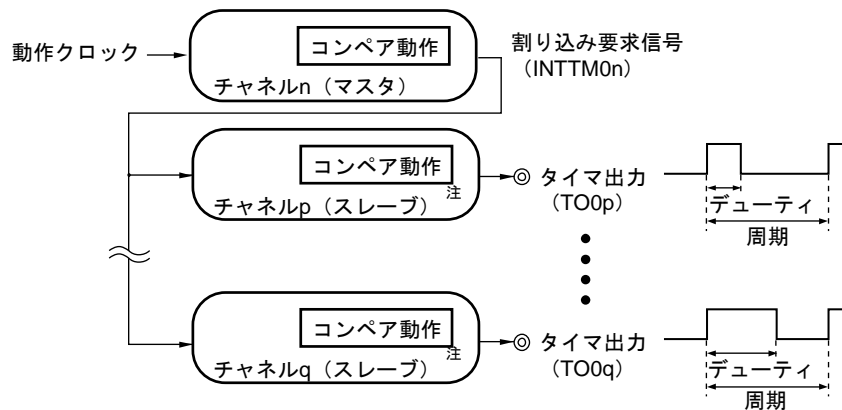 動作クロック
コンペア動作
チャネルn（マスタ）
割り込み要求信号
（INTTM0n）
コンペア動作
チャネルp（スレーブ）注
タイマ出力
（TO0p）
デューティ
周期
コンペア動作
チャネルq（スレーブ）注
タイマ出力
（TO0q）
デューティ
周期